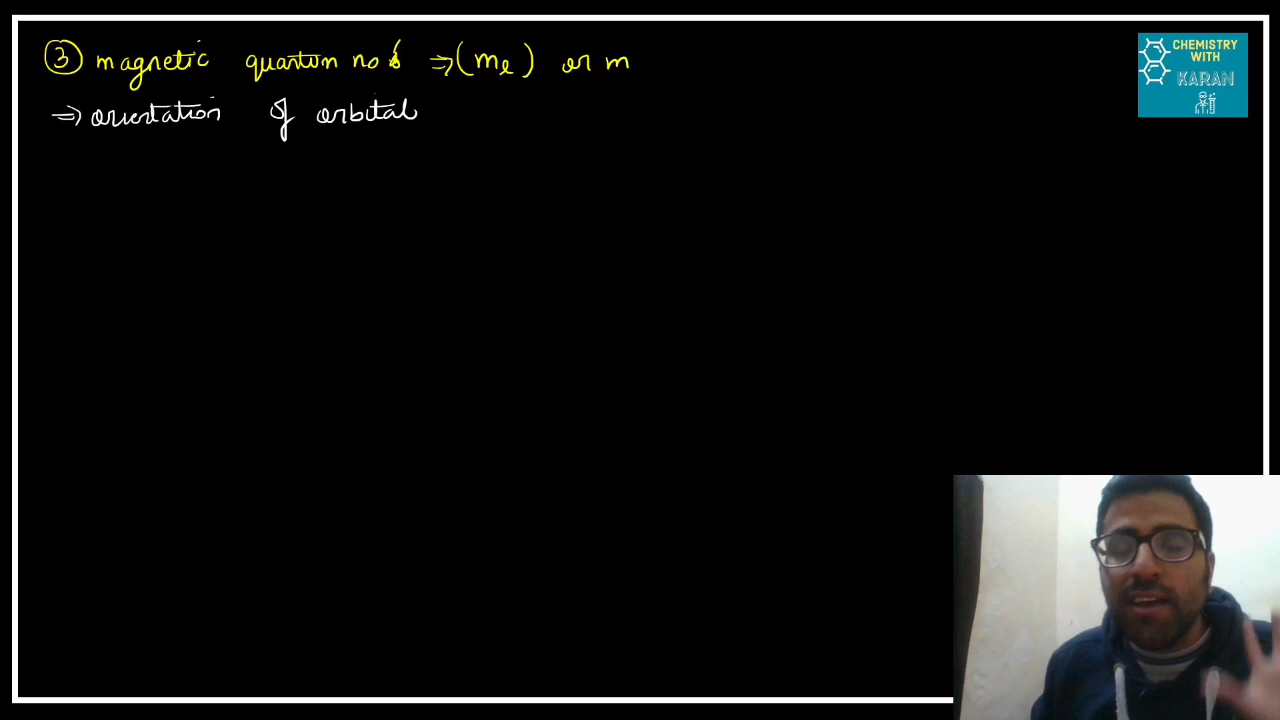 ③ magnetic quantum no ⇒ (mₗ) or m
⇒ orientation of orbital
CHEMISTRY
WITH
KARAN